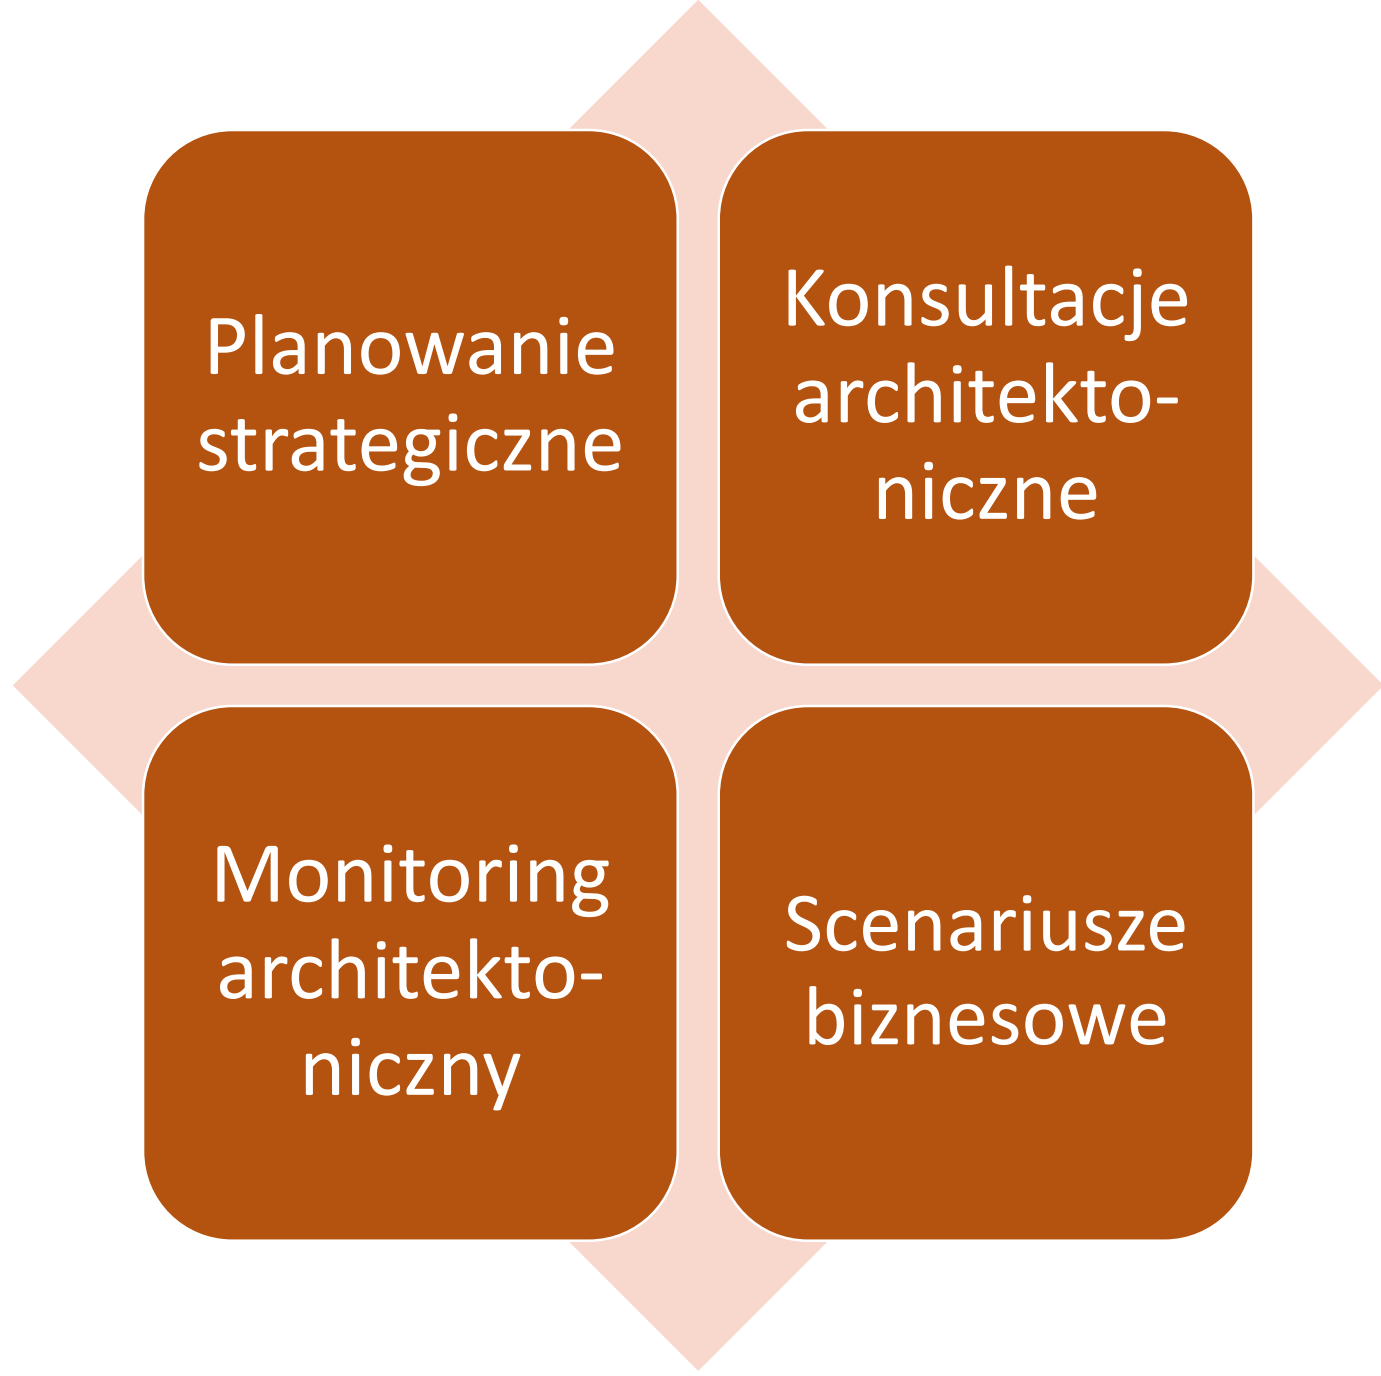 Planowanie
strategiczne
Konsultacje
architekto-
niczne
Monitoring
architekto-
niczny
Scenariusze
biznesowe